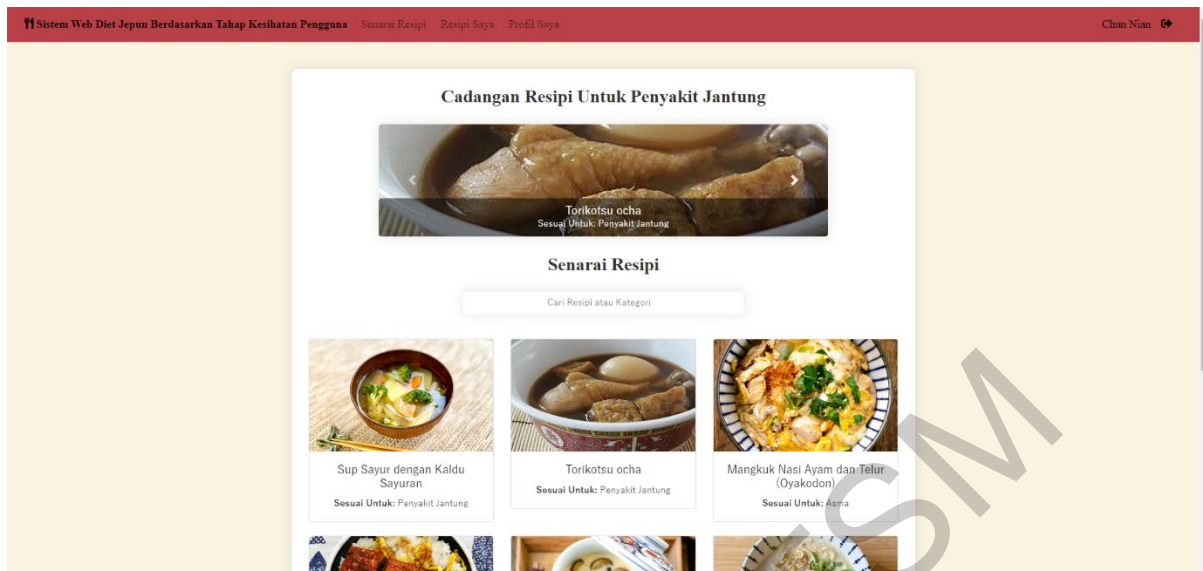 Sistem Web Diet Jepun Berdasarkan Tahap Kesihatan Pengguna Senarai Resipi Resipi Saya Profil Saya Chun Nian
Cadangan Resipi Untuk Penyakit Jantung
Torikotsu ocha
Sesuai Untuk: Penyakit Jantung
Senarai Resipi
Cari Resipi atau Kategori
Sup Sayur dengan Kaldu
Sayuran
Sesuai Untuk: Penyakit Jantung
Torikotsu ocha
Sesuai Untuk: Penyakit Jantung
Mangkuk Nasi Ayam dan Telur
(Oyakodon)
Sesuai Untuk: Asma